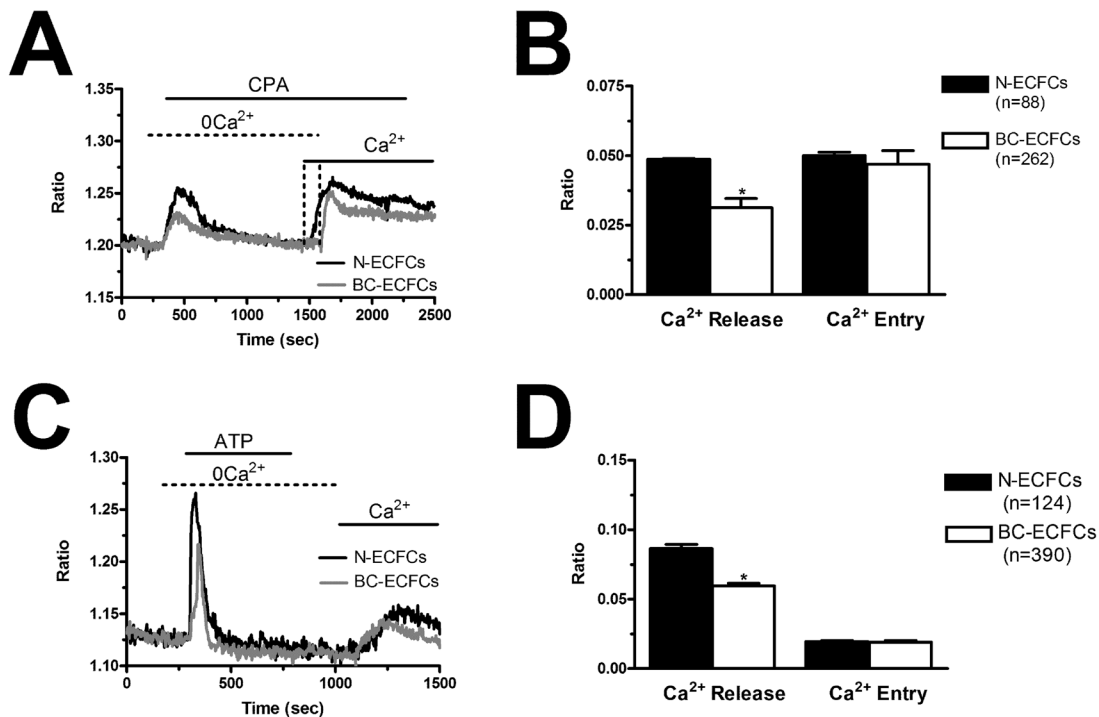 A
CPA
0Ca²⁺
Ca²⁺
1.35
1.30
1.25
1.20
1.15
Ratio
N-ECFCs
BC-ECFCs
0 500 1000 1500 2000 2500
Time (sec)
B
0.075
0.050
0.025
0.000
Ratio
*
N-ECFCs
(n=88)
BC-ECFCs
(n=262)
Ca²⁺ Release Ca²⁺ Entry
C
ATP
0Ca²⁺
Ca²⁺
1.30
1.25
1.20
1.15
1.10
Ratio
N-ECFCs
BC-ECFCs
0 500 1000 1500
Time (sec)
D
0.15
0.10
0.05
0.00
Ratio
*
N-ECFCs
(n=124)
BC-ECFCs
(n=390)
Ca²⁺ Release Ca²⁺ Entry